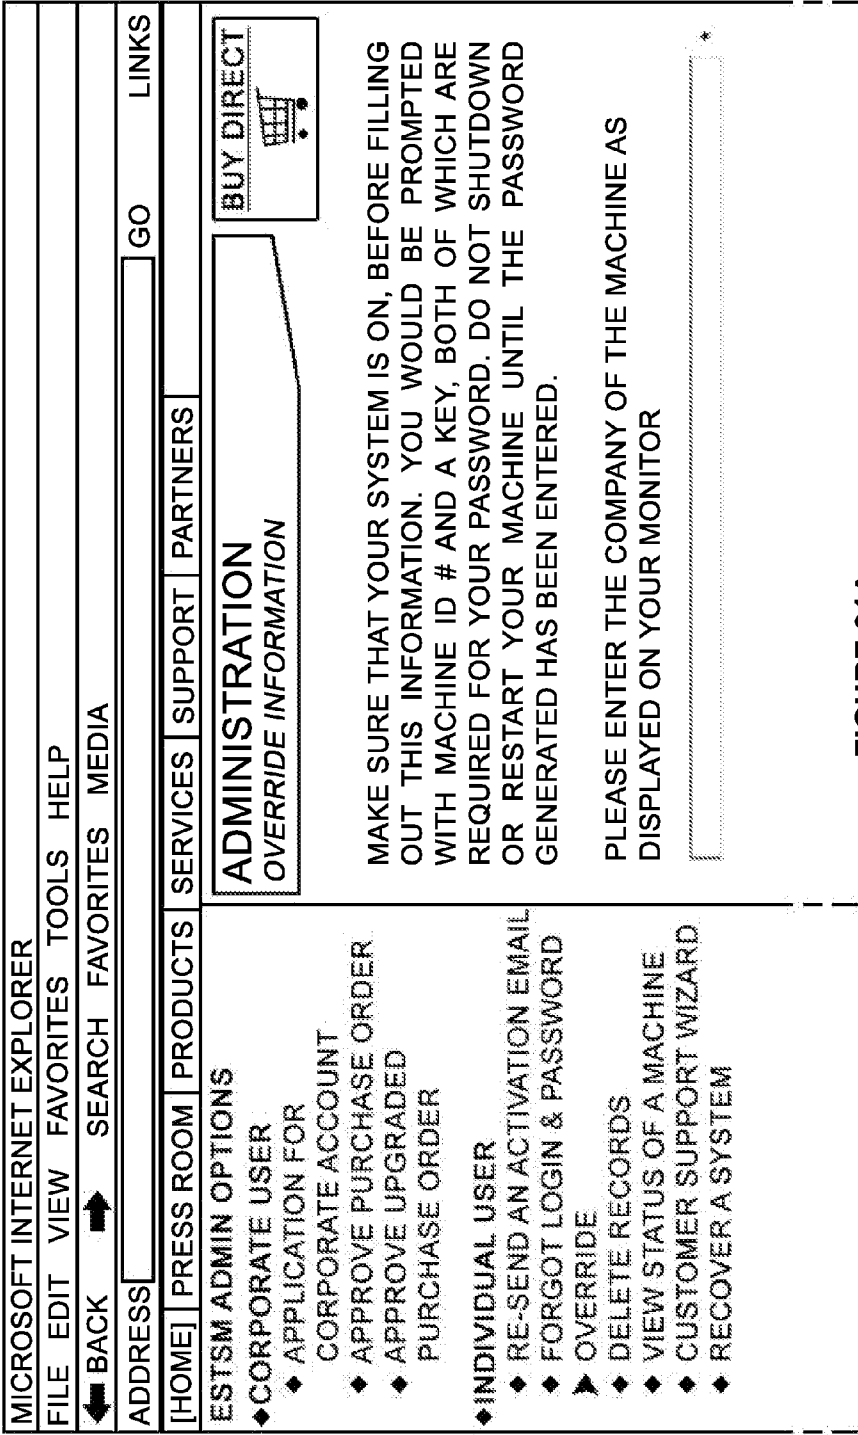 MICROSOFT INTERNET EXPLORER
FILE EDIT VIEW FAVORITES TOOLS HELP
BACK SEARCH FAVORITES MEDIA
ADDRESS GO LINKS
[HOME] PRESS ROOM PRODUCTS SERVICES SUPPORT PARTNERS
ESTSM ADMIN OPTIONS
◆CORPORATE USER
◆ APPLICATION FOR
CORPORATE ACCOUNT
◆ APPROVE PURCHASE ORDER
◆ APPROVE UPGRADED
PURCHASE ORDER
◆INDIVIDUAL USER
◆ RE-SEND AN ACTIVATION EMAIL
◆ FORGOT LOGIN & PASSWORD
➤ OVERRIDE
◆ DELETE RECORDS
◆ VIEW STATUS OF A MACHINE
◆ CUSTOMER SUPPORT WIZARD
◆ RECOVER A SYSTEM
ADMINISTRATION
OVERRIDE INFORMATION
BUY DIRECT
MAKE SURE THAT YOUR SYSTEM IS ON, BEFORE FILLING
OUT THIS INFORMATION. YOU WOULD BE PROMPTED
WITH MACHINE ID # AND A KEY, BOTH OF WHICH ARE
REQUIRED FOR YOUR PASSWORD. DO NOT SHUTDOWN
OR RESTART YOUR MACHINE UNTIL THE PASSWORD
GENERATED HAS BEEN ENTERED.
PLEASE ENTER THE COMPANY OF THE MACHINE AS
DISPLAYED ON YOUR MONITOR
*